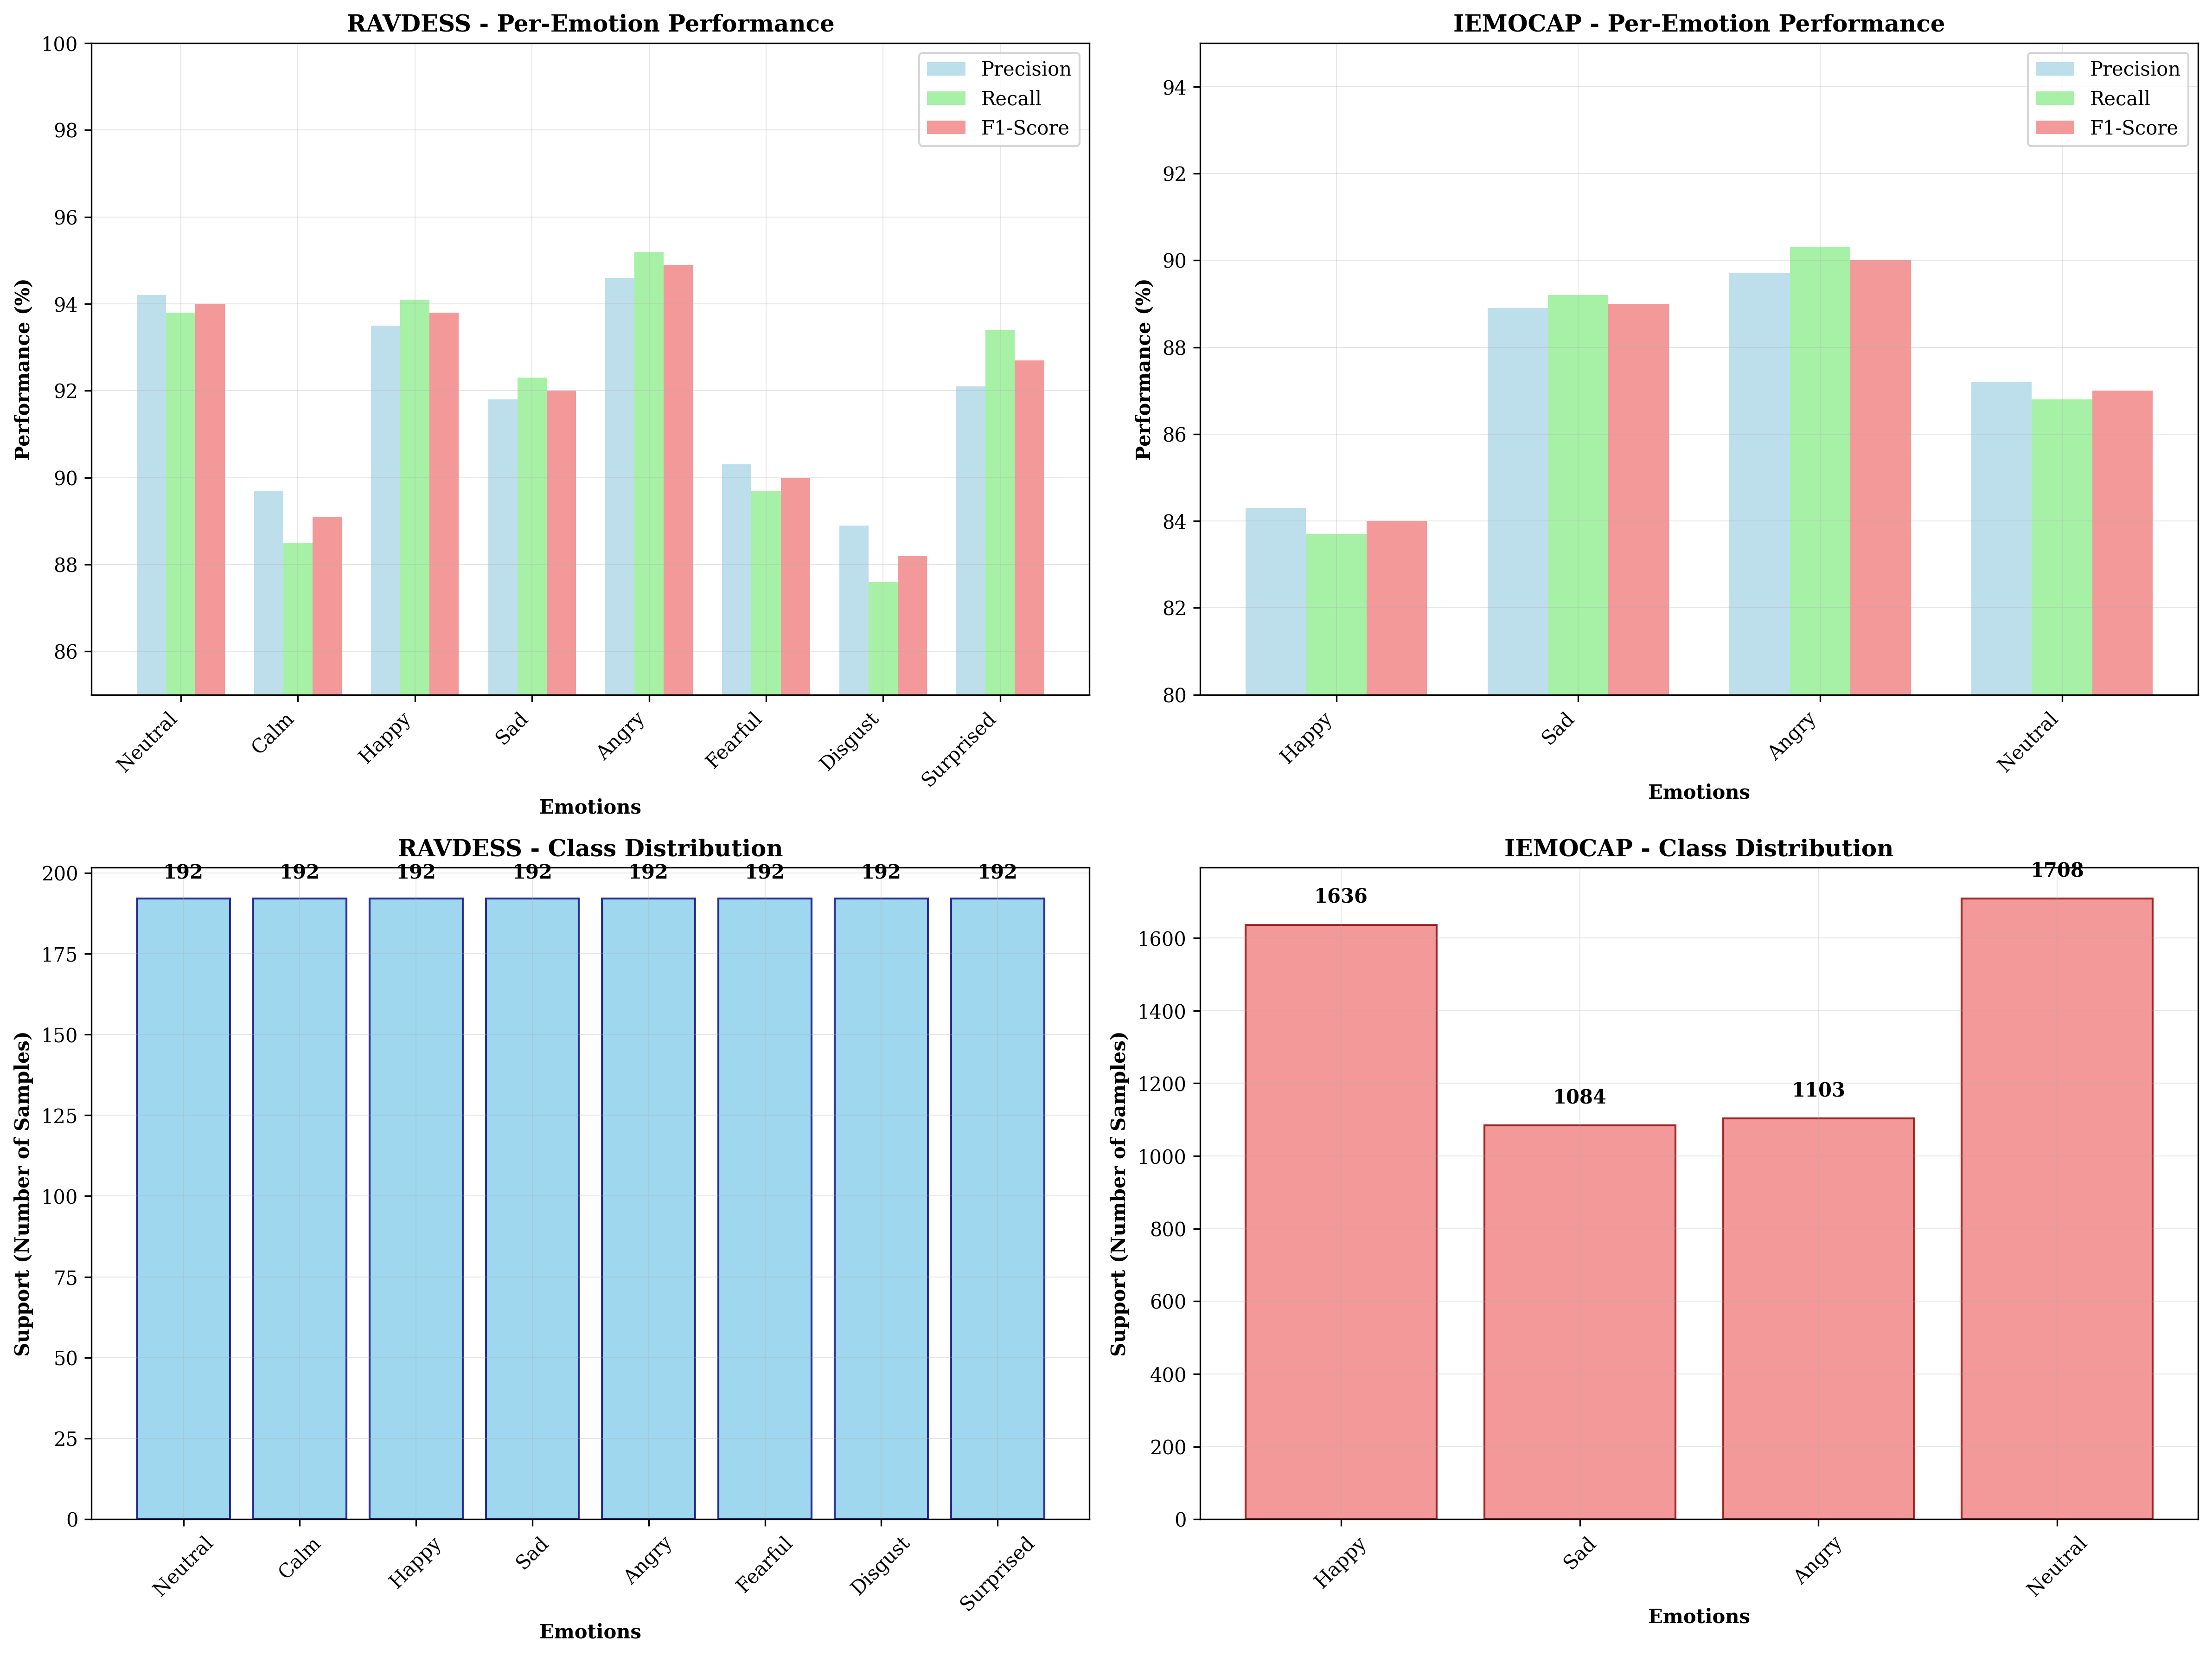 RAVDESS - Per-Emotion Performance
Performance (%)
100
98
96
94
92
90
88
86
Precision
Recall
F1-Score
Neutral
Calm
Happy
Sad
Angry
Fearful
Disgust
Surprised
Emotions
IEMOCAP - Per-Emotion Performance
Performance (%)
94
92
90
88
86
84
82
80
Precision
Recall
F1-Score
Happy
Sad
Angry
Neutral
Emotions
RAVDESS - Class Distribution
Support (Number of Samples)
200
175
150
125
100
75
50
25
0
192 192 192 192 192 192 192 192
Neutral
Calm
Happy
Sad
Angry
Fearful
Disgust
Surprised
Emotions
IEMOCAP - Class Distribution
Support (Number of Samples)
1600
1400
1200
1000
800
600
400
200
0
1636
1084
1103
1708
Happy
Sad
Angry
Neutral
Emotions